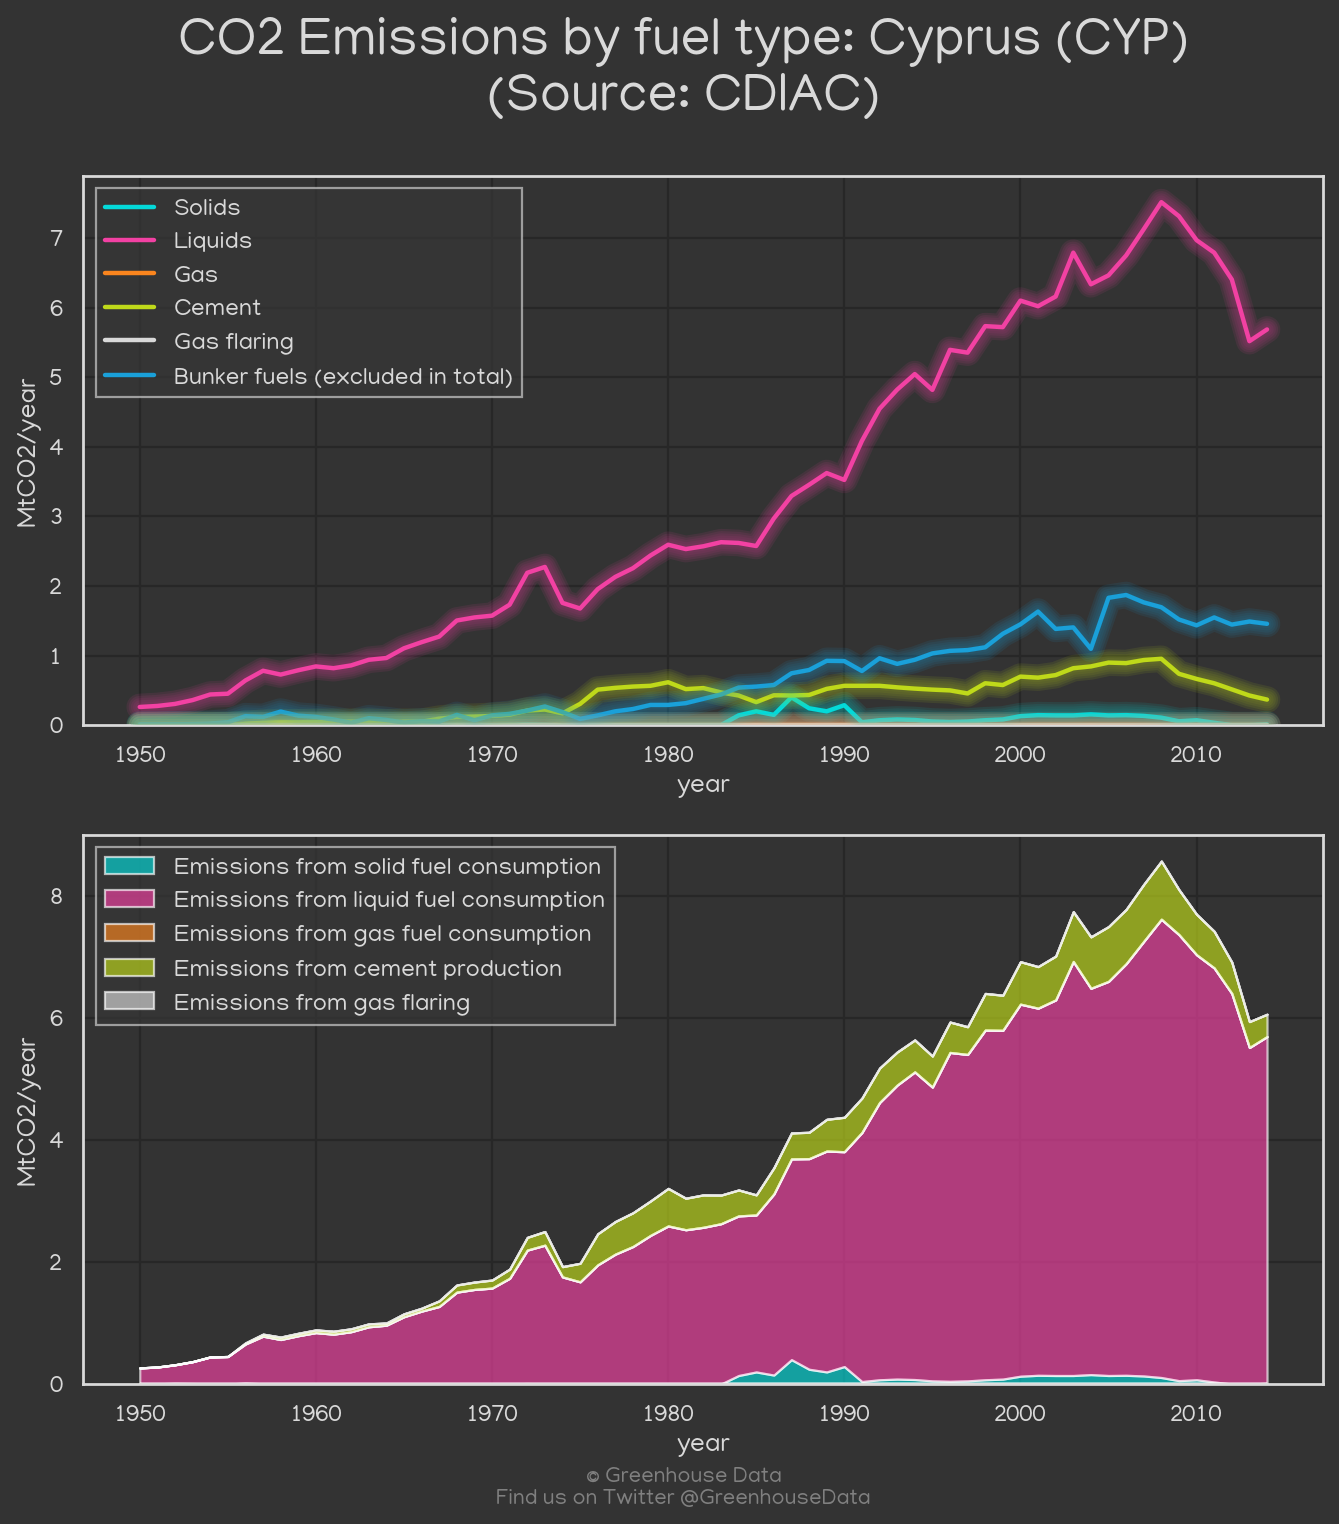 CO2 Emissions by fuel type: Cyprus (CYP)
(Source: CDIAC)
Solids
Liquids
Gas
Cement
Gas flaring
Bunker fuels (excluded in total)
MtCO2/year
7
6
5
4
3
2
1
0
1950 1960 1970 1980 1990 2000 2010
year
Emissions from solid fuel consumption
Emissions from liquid fuel consumption
Emissions from gas fuel consumption
Emissions from cement production
Emissions from gas flaring
MtCO2/year
8
6
4
2
0
1950 1960 1970 1980 1990 2000 2010
year
© Greenhouse Data
Find us on Twitter @GreenhouseData